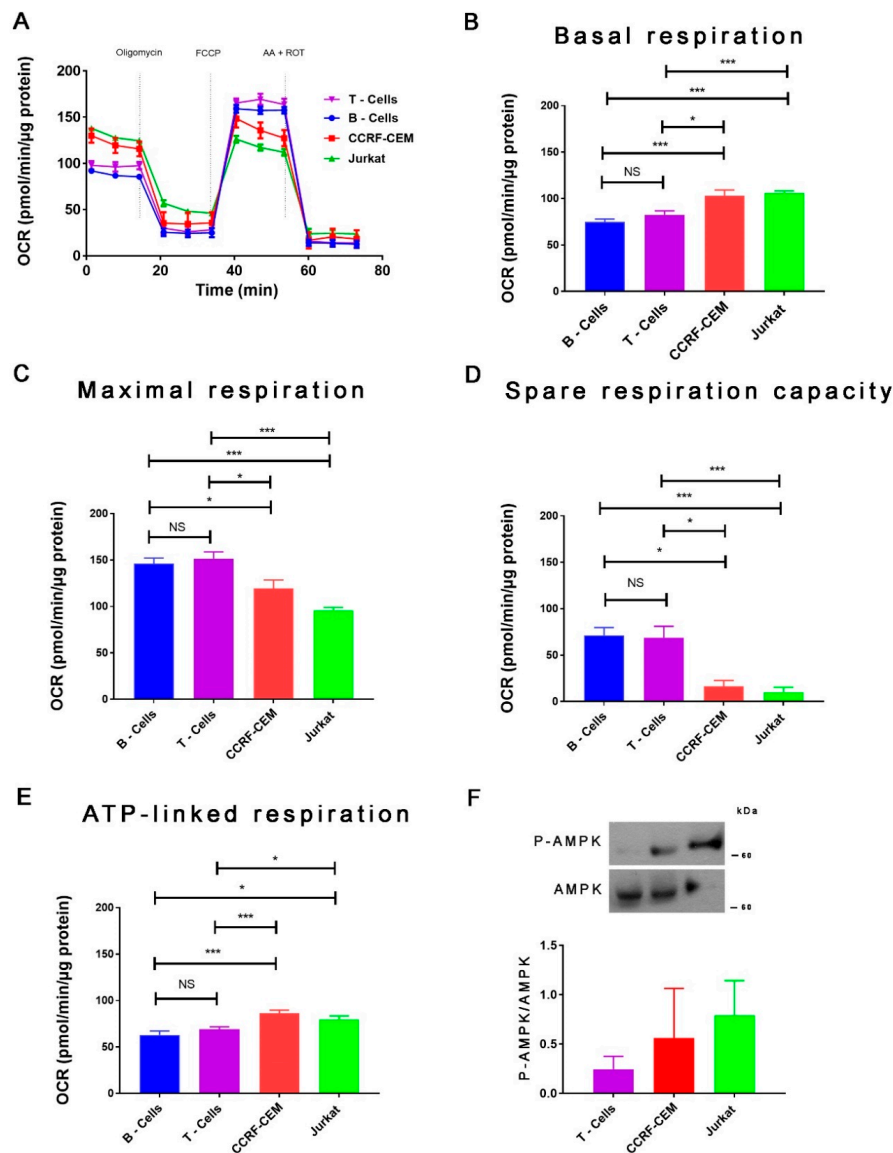 A
Oligomycin
FCCP
AA + ROT
OCR (pmol/min/µg protein)
200
150
100
50
0
0
20
40
60
80
Time (min)
T - Cells
B - Cells
CCRF-CEM
Jurkat
B
Basal respiration
***
***
*
***
NS
OCR (pmol/min/µg protein)
200
150
100
50
0
B - Cells
T - Cells
CCRF-CEM
Jurkat
C
Maximal respiration
***
***
*
*
NS
OCR (pmol/min/µg protein)
200
150
100
50
0
B - Cells
T - Cells
CCRF-CEM
Jurkat
D
Spare respiration capacity
***
***
*
*
NS
OCR (pmol/min/µg protein)
200
150
100
50
0
B - Cells
T - Cells
CCRF-CEM
Jurkat
E
ATP-linked respiration
*
*
***
***
NS
OCR (pmol/min/µg protein)
200
150
100
50
0
B - Cells
T - Cells
CCRF-CEM
Jurkat
F
kDa
P-AMPK
– 60
AMPK
– 60
P-AMPK/AMPK
1.5
1.0
0.5
0.0
T - Cells
CCRF-CEM
Jurkat